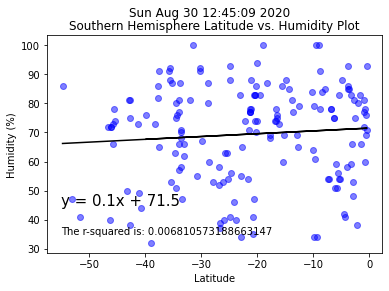 Sun Aug 30 12:45:09 2020
Southern Hemisphere Latitude vs. Humidity Plot
Humidity (%)
100
90
80
70
60
50
40
30
y = 0.1x + 71.5
The r-squared is: 0.006810573188663147
−50
−40
−30
−20
−10
0
Latitude